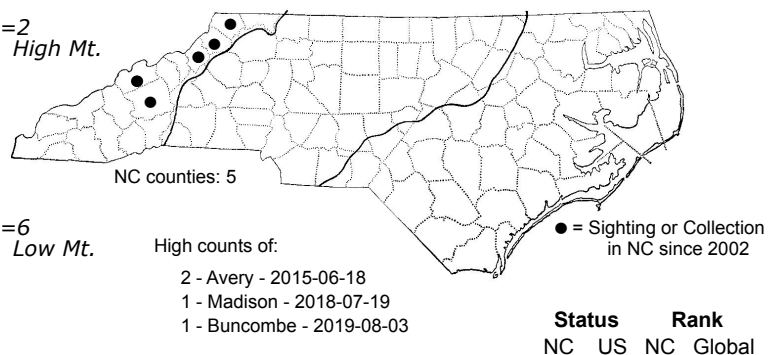 =2
High Mt.
NC counties: 5
=6
Low Mt.
High counts of:
2 - Avery - 2015-06-18
1 - Madison - 2018-07-19
1 - Buncombe - 2019-08-03
● = Sighting or Collection
in NC since 2002
Status Rank
NC US NC Global